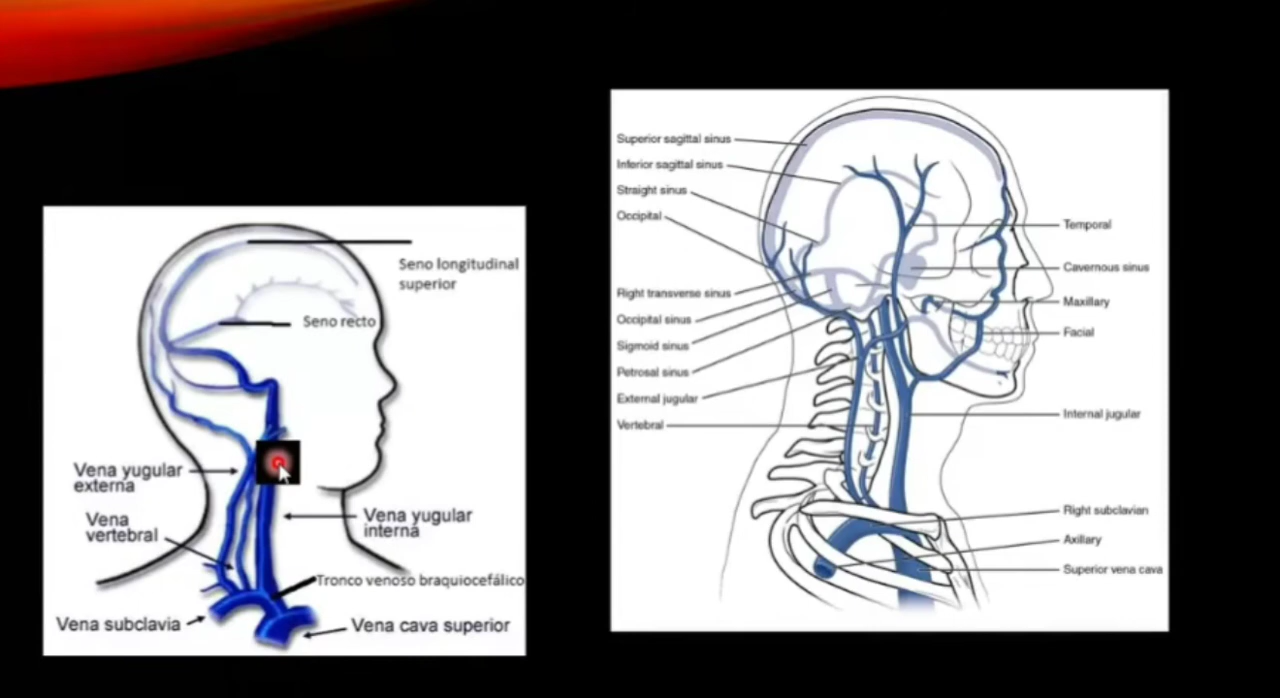 Seno longitudinal
superior
Seno recto
Vena yugular
externa
Vena
vertebral
Vena yugular
interna
Tronco venoso braquiocefálico
Vena subclavia
Vena cava superior
Superior sagittal sinus
Inferior sagittal sinus
Straight sinus
Occipital
Right transverse sinus
Occipital sinus
Sigmoid sinus
Petrosal sinus
External jugular
Vertebral
Temporal
Cavernous sinus
Maxillary
Facial
Internal jugular
Right subclavian
Axillary
Superior vena cava